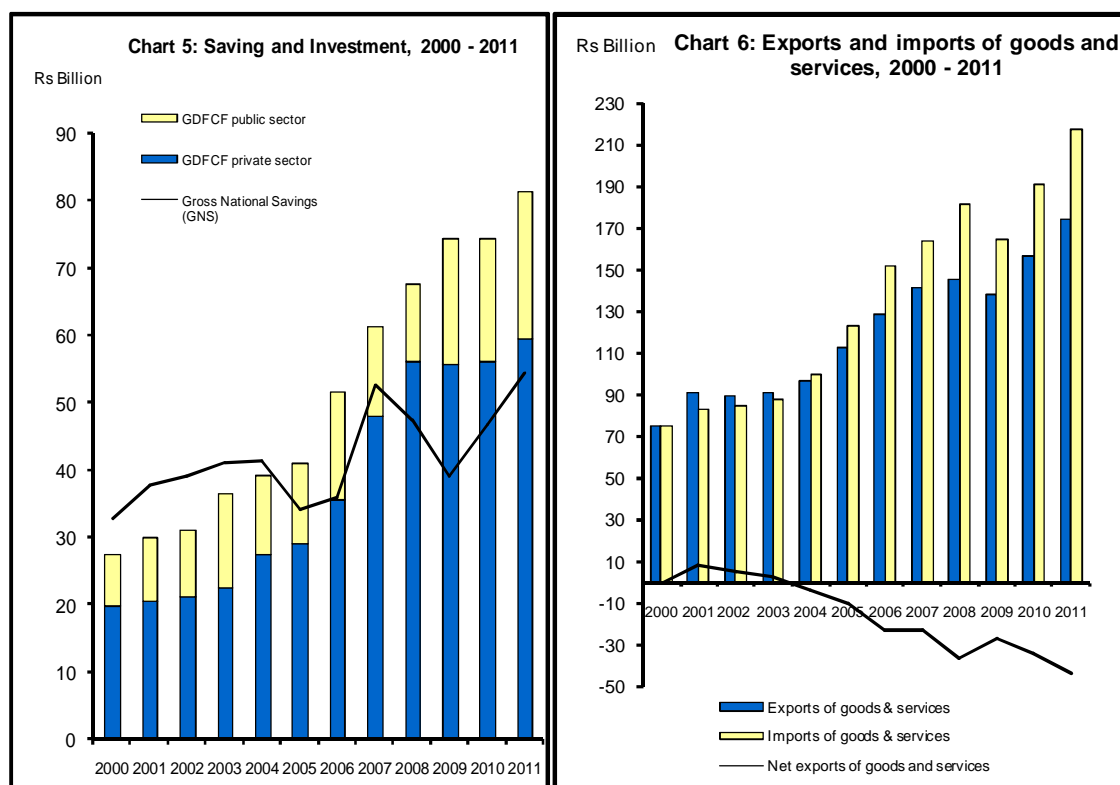 Chart 5: Saving and Investment, 2000 - 2011
Rs Billion
GDFCF public sector
GDFCF private sector
Gross National Savings
(GNS)
90
80
70
60
50
40
30
20
10
0
2000 2001 2002 2003 2004 2005 2006 2007 2008 2009 2010 2011
Rs Billion
Chart 6: Exports and imports of goods and
services, 2000 - 2011
230
210
190
170
150
130
110
90
70
50
30
10
-10
-30
-50
2000 2001 2002 2003 2004 2005 2006 2007 2008 2009 2010 2011
Exports of goods & services
Imports of goods & services
Net exports of goods and services